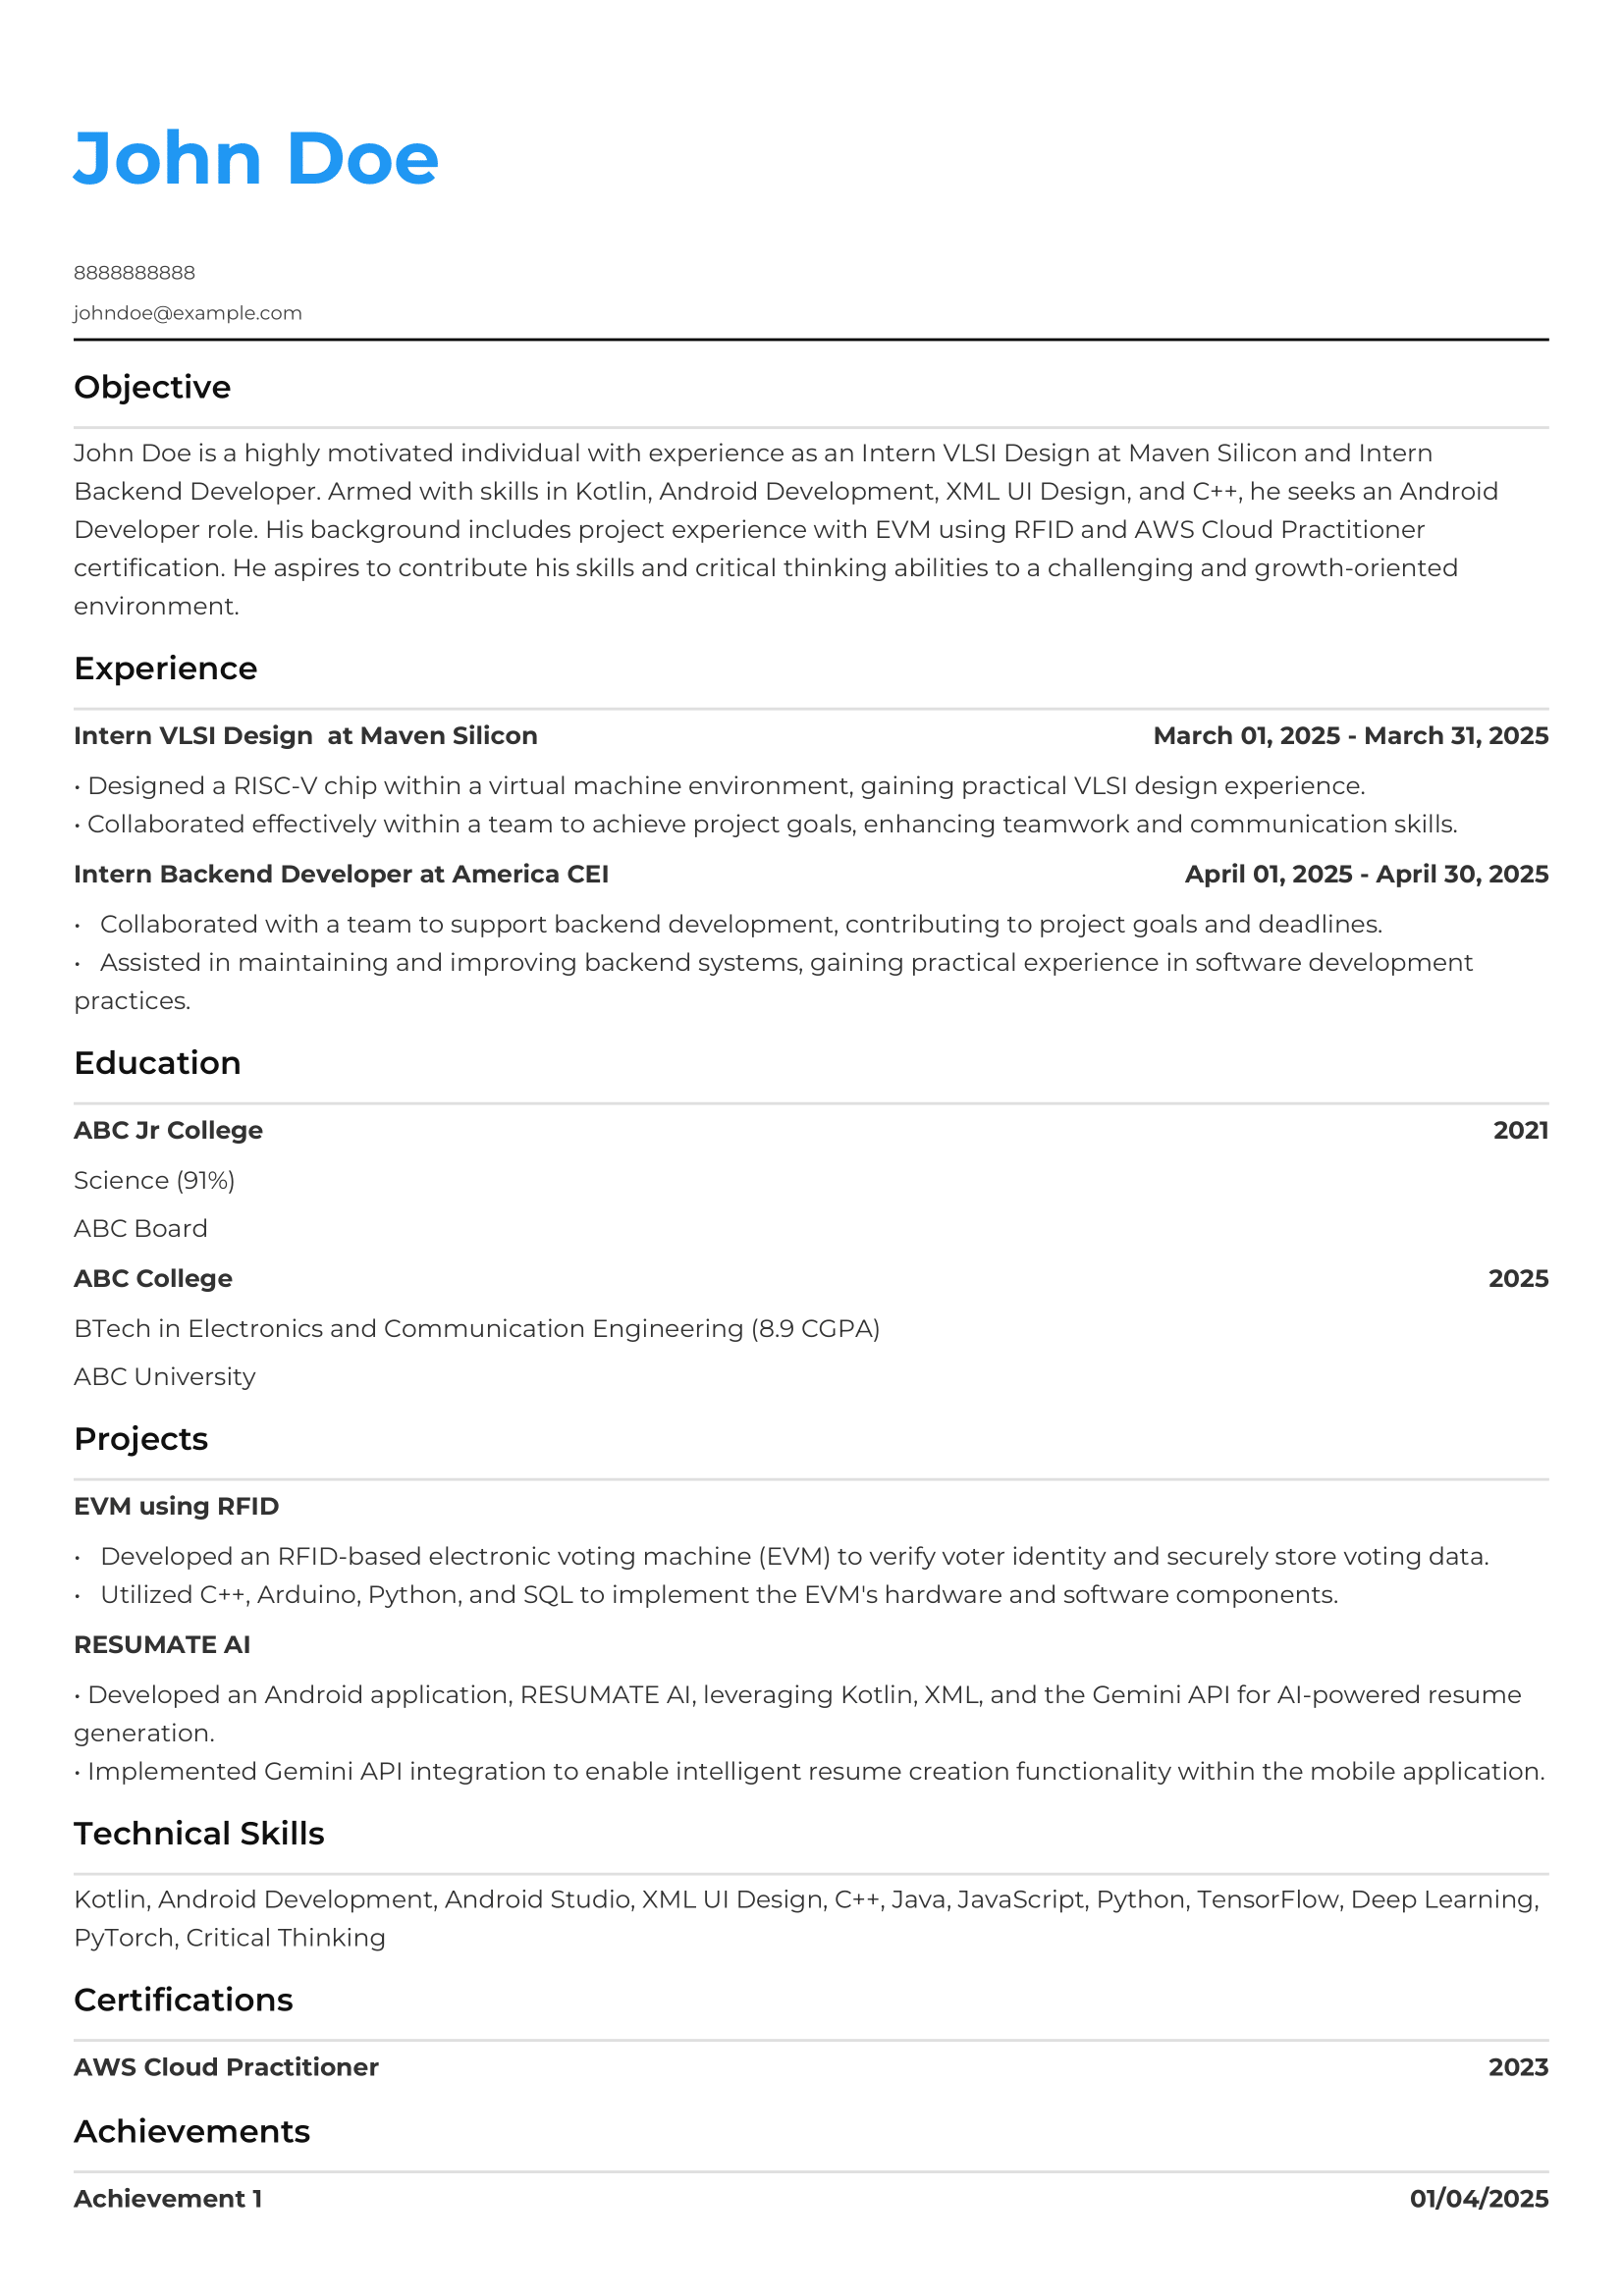 John Doe
8888888888
johndoe@example.com
Objective
John Doe is a highly motivated individual with experience as an Intern VLSI Design at Maven Silicon and Intern
Backend Developer. Armed with skills in Kotlin, Android Development, XML UI Design, and C++, he seeks an Android
Developer role. His background includes project experience with EVM using RFID and AWS Cloud Practitioner
certification. He aspires to contribute his skills and critical thinking abilities to a challenging and growth-oriented
environment.
Experience
Intern VLSI Design  at Maven Silicon March 01, 2025 - March 31, 2025
• Designed a RISC-V chip within a virtual machine environment, gaining practical VLSI design experience.
• Collaborated effectively within a team to achieve project goals, enhancing teamwork and communication skills.
Intern Backend Developer at America CEI April 01, 2025 - April 30, 2025
• Collaborated with a team to support backend development, contributing to project goals and deadlines.
• Assisted in maintaining and improving backend systems, gaining practical experience in software development
practices.
Education
ABC Jr College 2021
Science (91%)
ABC Board
ABC College 2025
BTech in Electronics and Communication Engineering (8.9 CGPA)
ABC University
Projects
EVM using RFID
• Developed an RFID-based electronic voting machine (EVM) to verify voter identity and securely store voting data.
• Utilized C++, Arduino, Python, and SQL to implement the EVM's hardware and software components.
RESUMATE AI
• Developed an Android application, RESUMATE AI, leveraging Kotlin, XML, and the Gemini API for AI-powered resume
generation.
• Implemented Gemini API integration to enable intelligent resume creation functionality within the mobile application.
Technical Skills
Kotlin, Android Development, Android Studio, XML UI Design, C++, Java, JavaScript, Python, TensorFlow, Deep Learning,
PyTorch, Critical Thinking
Certifications
AWS Cloud Practitioner 2023
Achievements
Achievement 1 01/04/2025